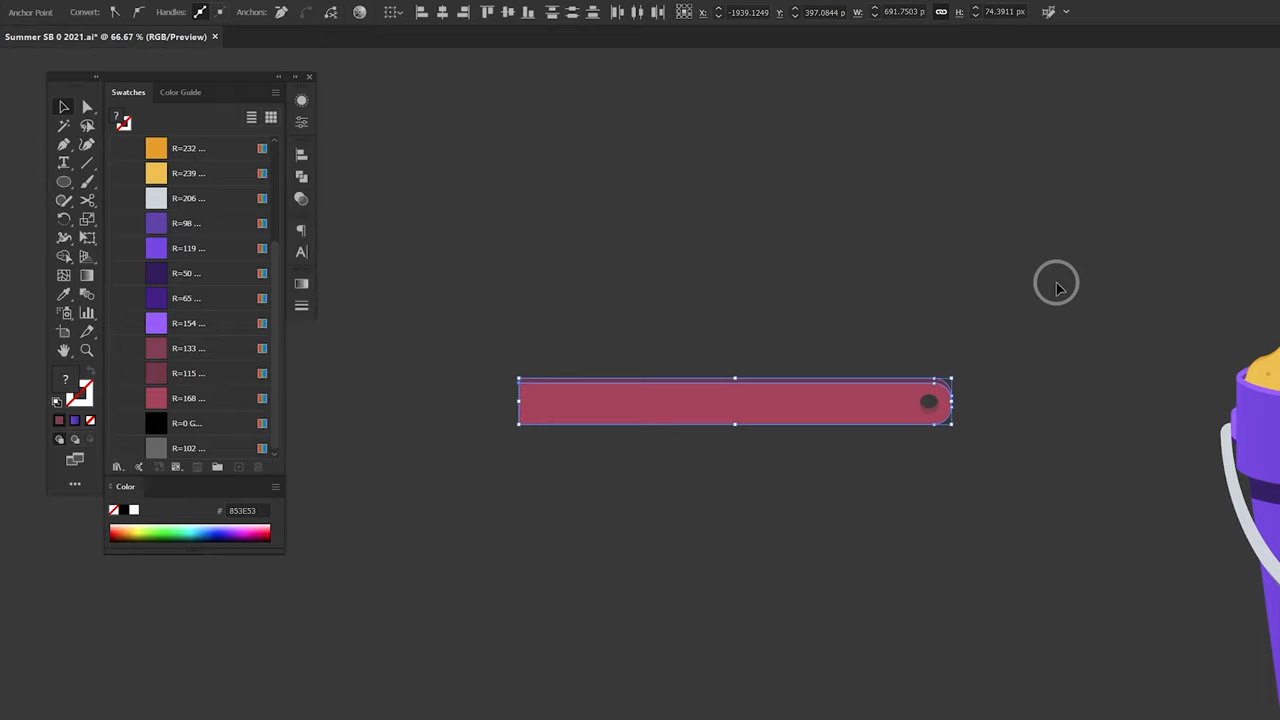 Anchor Point Convert: Handles: Anchors: X: -1939.1249 Y: 397.0844 p W: 691.7503 p H: 74.3911 px
Summer SB 0 2021.ai* @ 66.67 % (RGB/Preview) ×
Swatches Color Guide
?
R=232 ...
R=239 ...
R=206 ...
R=98 ...
R=119 ...
R=50 ...
R=65 ...
R=154 ...
R=133 ...
R=115 ...
R=168 ...
R=0 G...
R=102 ...
?
Color
# 853E53